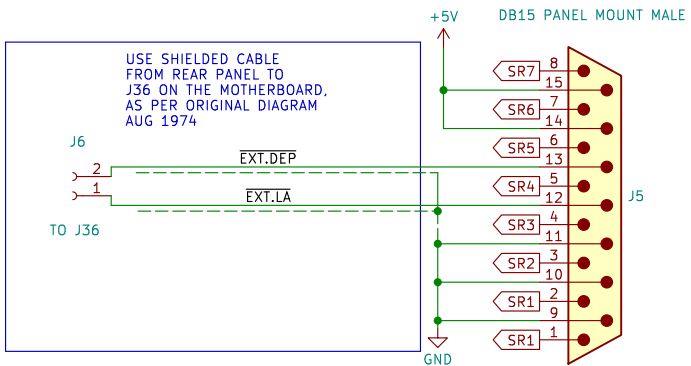 DB15 PANEL MOUNT MALE
+5V
USE SHIELDED CABLE
FROM REAR PANEL TO
J36 ON THE MOTHERBOARD,
AS PER ORIGINAL DIAGRAM
AUG 1974
J6
2
1
TO J36
EXT.DEP
EXT.LA
SR7 8
15
SR6 7
14
SR5 6
13
SR4 5
12
SR3 4
11
SR2 3
10
SR1 2
9
SR1 1
J5
GND